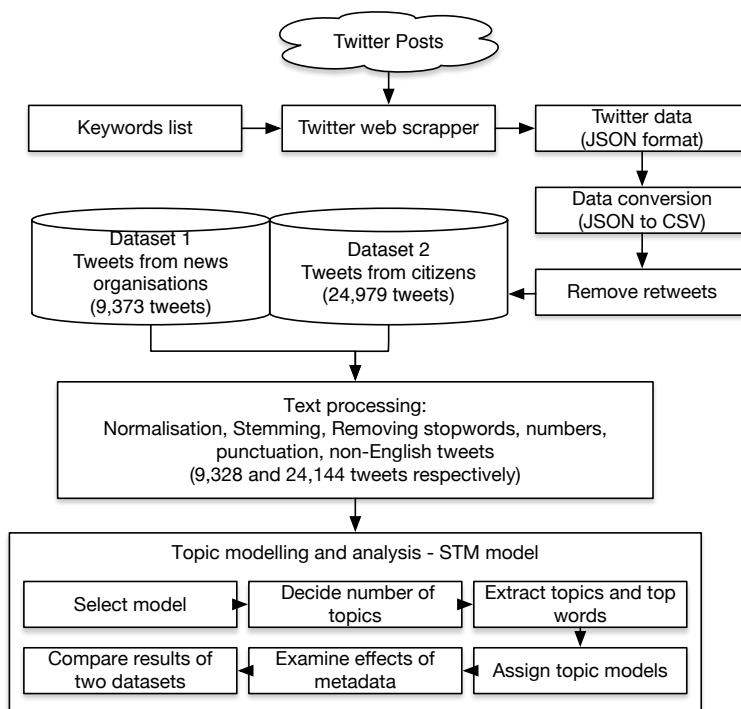 Twitter Posts
Keywords list
Twitter web scrapper
Twitter data
(JSON format)
Data conversion
(JSON to CSV)
Remove retweets
Dataset 1
Tweets from news
organisations
(9,373 tweets)
Dataset 2
Tweets from citizens
(24,979 tweets)
Text processing:
Normalisation, Stemming, Removing stopwords, numbers,
punctuation, non-English tweets
(9,328 and 24,144 tweets respectively)
Topic modelling and analysis - STM model
Select model
Decide number of
topics
Extract topics and top
words
Assign topic models
Examine effects of
metadata
Compare results of
two datasets